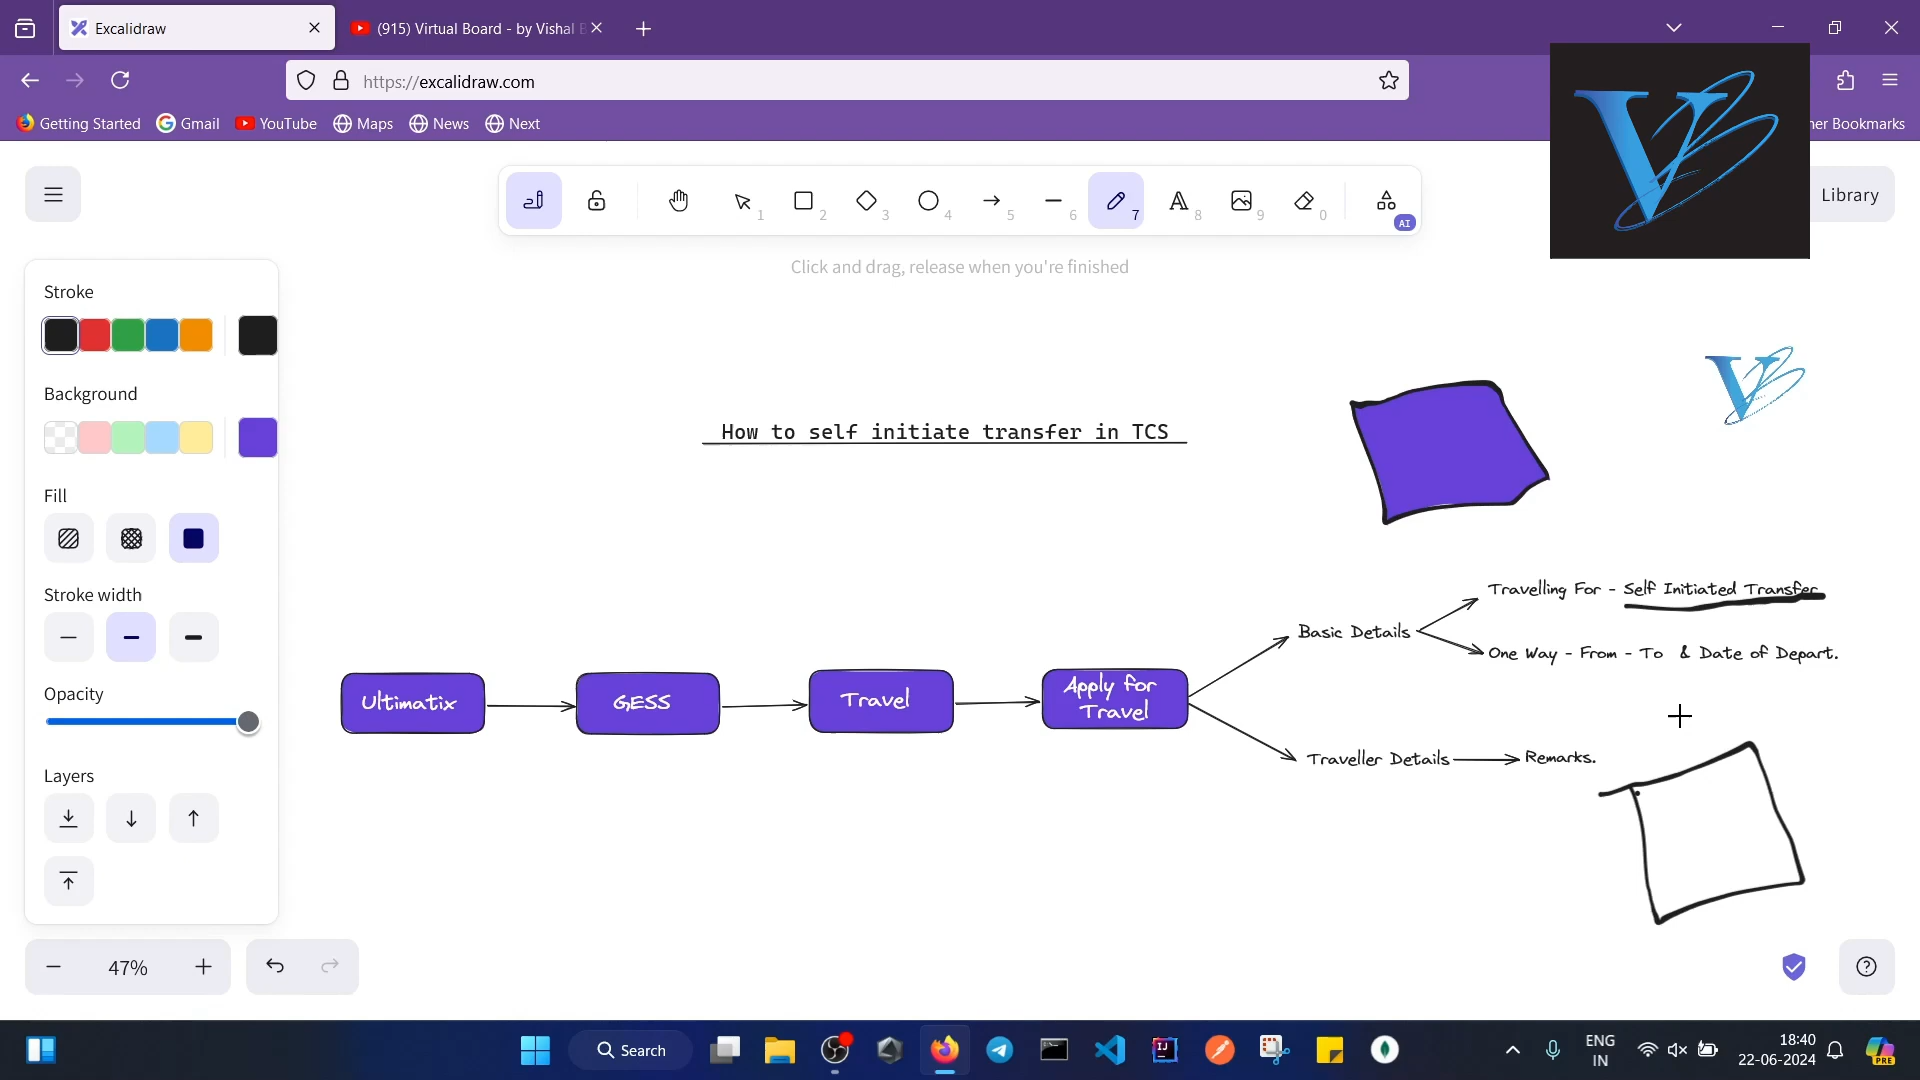 Excalidraw
(915) Virtual Board - by Vishal
https://excalidraw.com
Getting Started
Gmail
YouTube
Maps
News
Next
Bookmarks
1
2
3
4
5
6
7
8
9
0
AI
Library
Click and drag, release when you're finished
Stroke
Background
Fill
Stroke width
Opacity
Layers
How to self initiate transfer in TCS
Travelling For - Self Initiated Transfer
Basic Details
One Way - From - To & Date of Depart.
Ultimatix
GESS
Travel
Apply for
Travel
Traveller Details
Remarks.
47%
Search
ENG
IN
18:40
22-06-2024
PRE